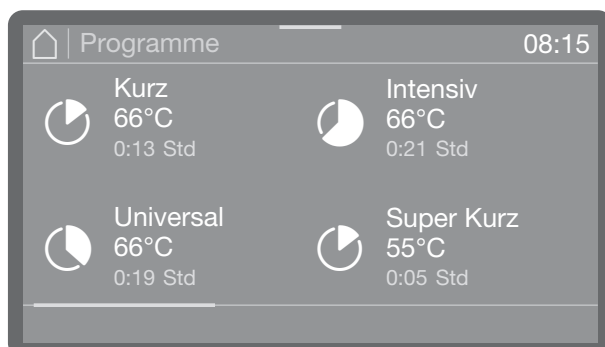 Programme 08:15
Kurz
66°C
0:13 Std
Intensiv
66°C
0:21 Std
Universal
66°C
0:19 Std
Super Kurz
55°C
0:05 Std